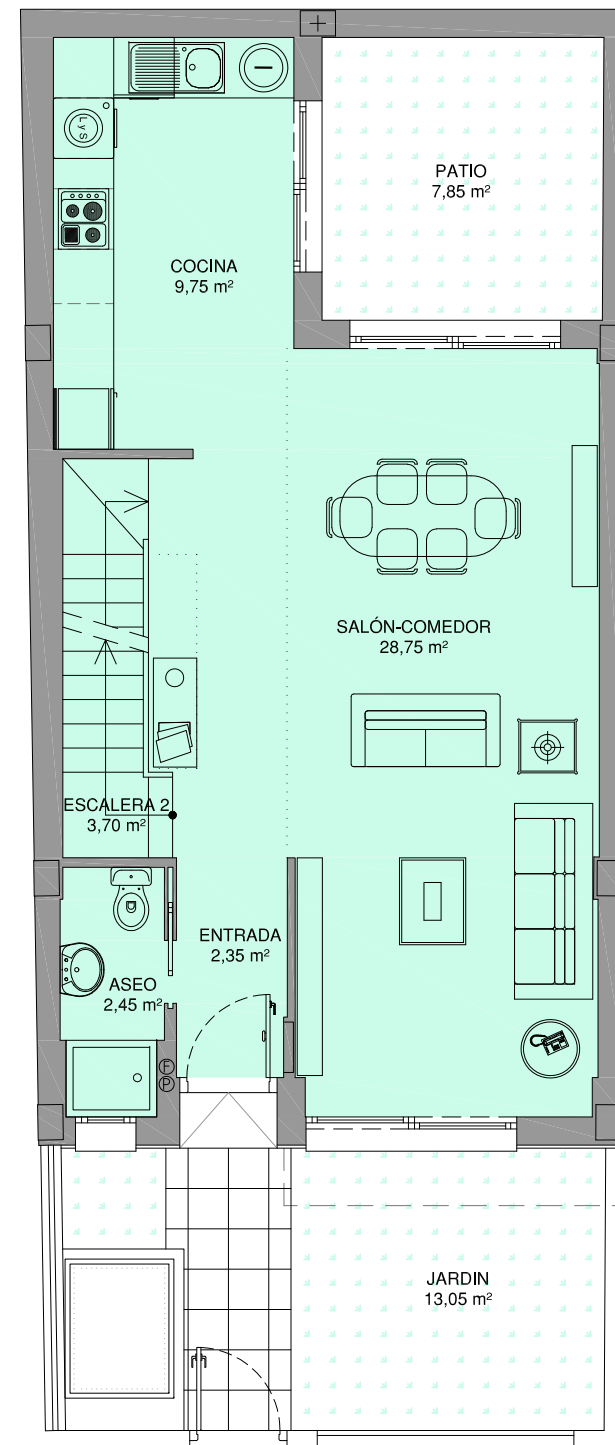 L y S
PATIO
7,85 m²
COCINA
9,75 m²
SALÓN-COMEDOR
28,75 m²
ESCALERA 2
3,70 m²
ENTRADA
2,35 m²
ASEO
2,45 m²
F
P
JARDIN
13,05 m²